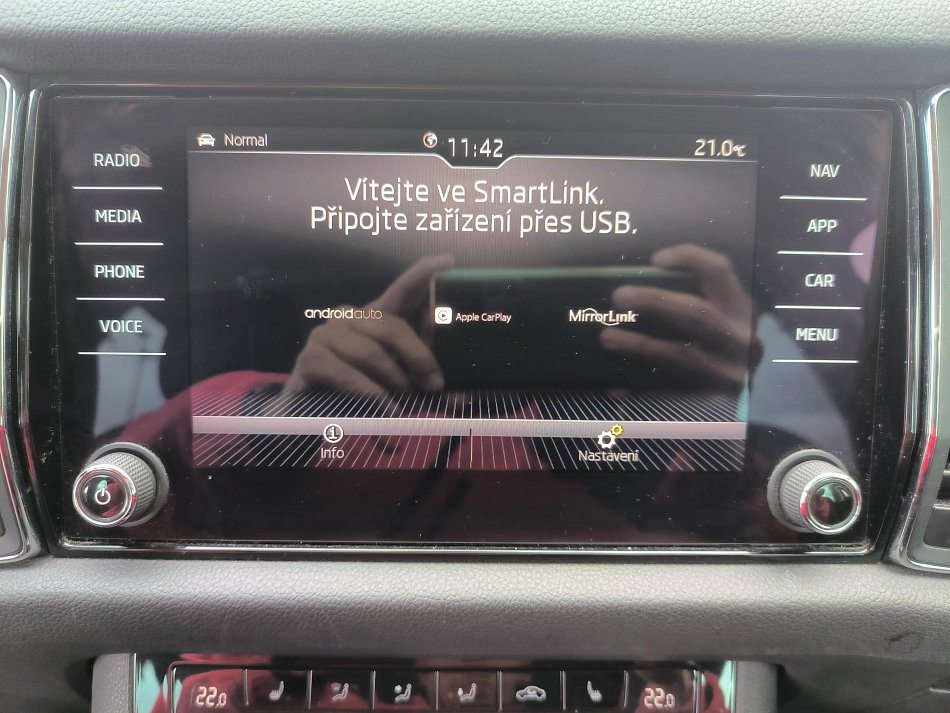 Normal 11:42 21.0°C
RADIO
MEDIA
PHONE
VOICE
Vítejte ve SmartLink.
Připojte zařízení přes USB.
androidauto Apple CarPlay MirrorLink
Info Nastavení
NAV
APP
CAR
MENU
22.0 22.0